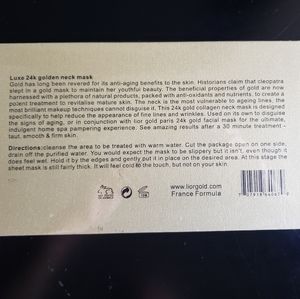 Luxe 24k golden neck mask
Gold has long been revered for its anti-aging benefits to the skin. Historians claim that cleopatra
slept in a gold mask to maintain her youthful beauty. The beneficial properties of gold are now
harnessed with a plethora of natural products, packed with anti-oxidants and nutrients, to create a
potent treatment to revitalise mature skin. The neck is the most vulnerable to ageing lines, the
most brilliant makeup techniques cannot disguise it. This 24k gold collagen neck mask is designed
specifically to help reduce the appearance of fine lines and wrinkles. Used on its own to disguise
the signs of aging, or in conjunction with lior gold paris 24k gold facial mask for the ultimate,
indulgent home spa pampering experience. See amazing results after a 30 minute treatment -
taut, smooth & firm skin.
Directions:cleanse the area to be treated with warm water. Cut the package open on one side,
drain off the purified water. You would expect the mask to be slippery but it isn't, even though it
does feel wet. Hold it by the edges and gently put it in place on the desired area. At this stage the
sheet mask is still fairly thick. It will feel cold to the touch, but not on your skin.
www.liorgold.com
France Formula